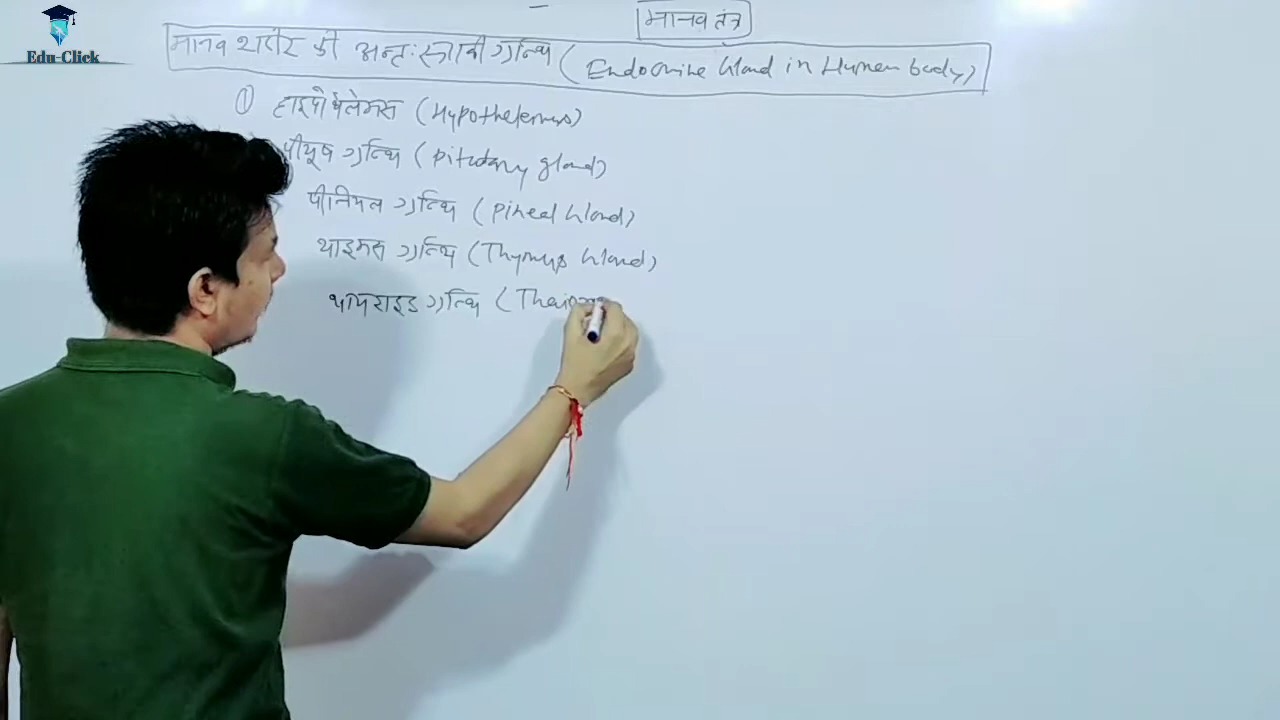 Edu-Click
मानव तंत्र
मानव शरीर की अन्तः स्त्रावी ग्रन्थि (Endocrine Gland in Human body)
① हाइपोथैलेमस (Hypothelemus)
पीयूष ग्रन्थि (Pitutary gland)
पीनियल ग्रन्थि (Pineal Gland)
थाइमस ग्रन्थि (Thymus Gland)
थायराइड ग्रन्थि (Thairo